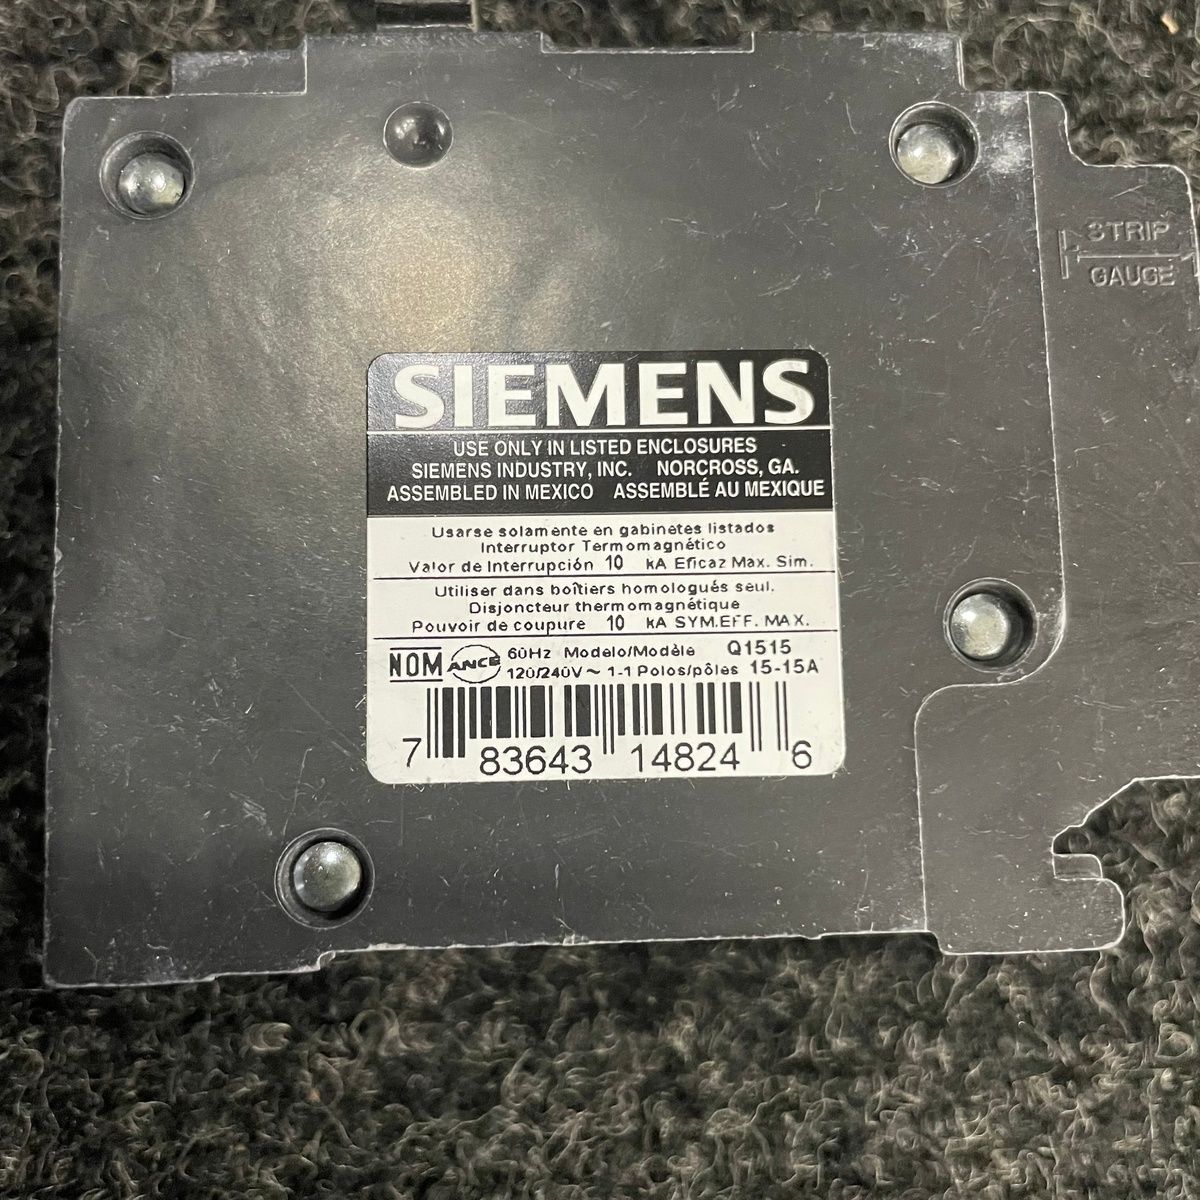 STRIP
GAUGE
SIEMENS
USE ONLY IN LISTED ENCLOSURES
SIEMENS INDUSTRY, INC. NORCROSS, GA.
ASSEMBLED IN MEXICO ASSEMBLÉ AU MEXIQUE
Usarse solamente en gabinetes listados
Interruptor Termomagnético
Valor de Interrupción 10 kA Eficaz Max. Sim.
Utiliser dans boîtiers homologués seul.
Disjoncteur thermomagnétique
Pouvoir de coupure 10 kA SYM.EFF. MAX.
NOM ANCE 60Hz Modelo/Modèle Q1515
120/240V~ 1-1 Polos/pôles 15-15A
7 83643 14824 6